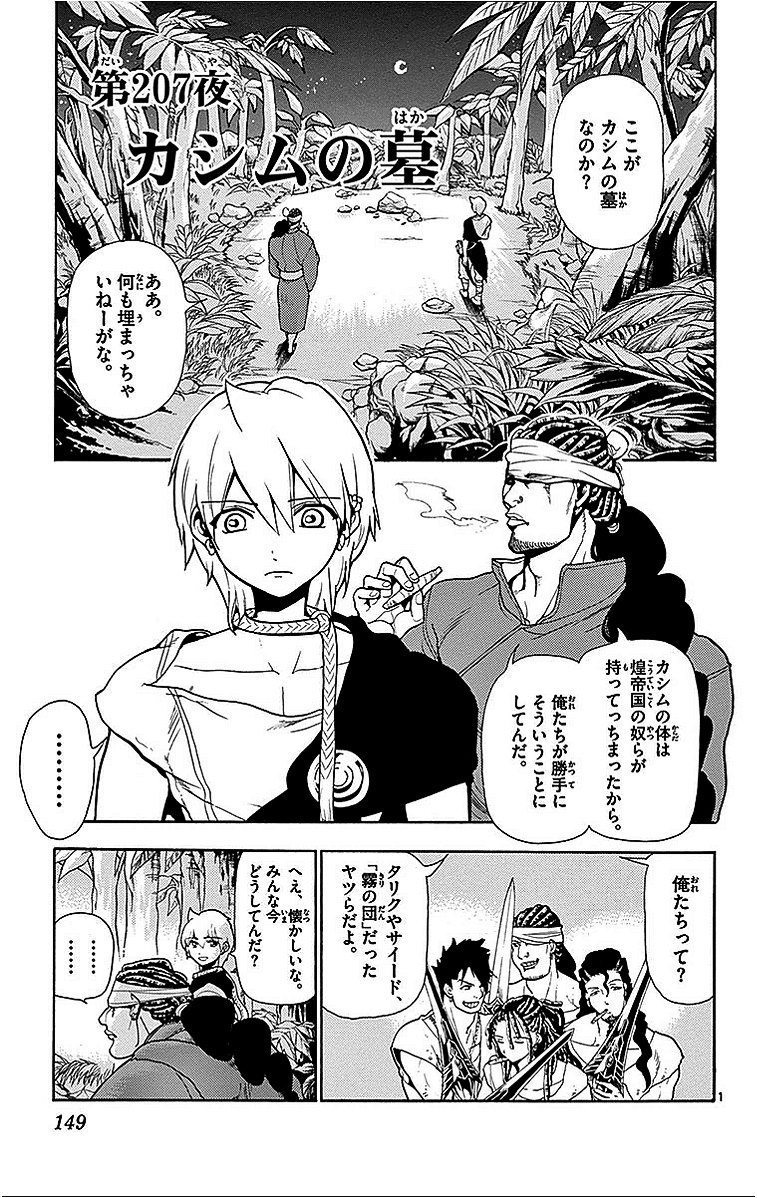 第207夜
カシムの墓
ここが
カシムの墓
なのか?
ああ。
何も埋まっちゃ
いねーがな。
カシムの体は
煌帝国の奴らが
持ってっちまったから。
俺たちが勝手に
そういうことに
してんだ。
………
俺たちって?
タリクやサイード、
「霧の団」だった
ヤツらだよ。
へえ、懐かしいな。
みんな今
どうしてんだ?
……
1
149